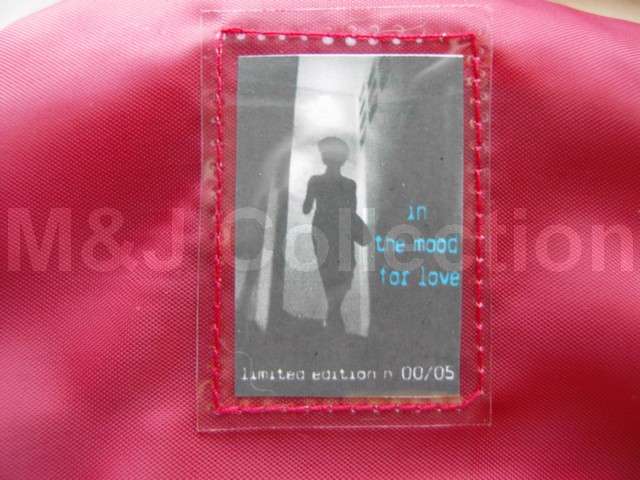 in
the mood
for love
M&J Collection
limited edition n 00/05